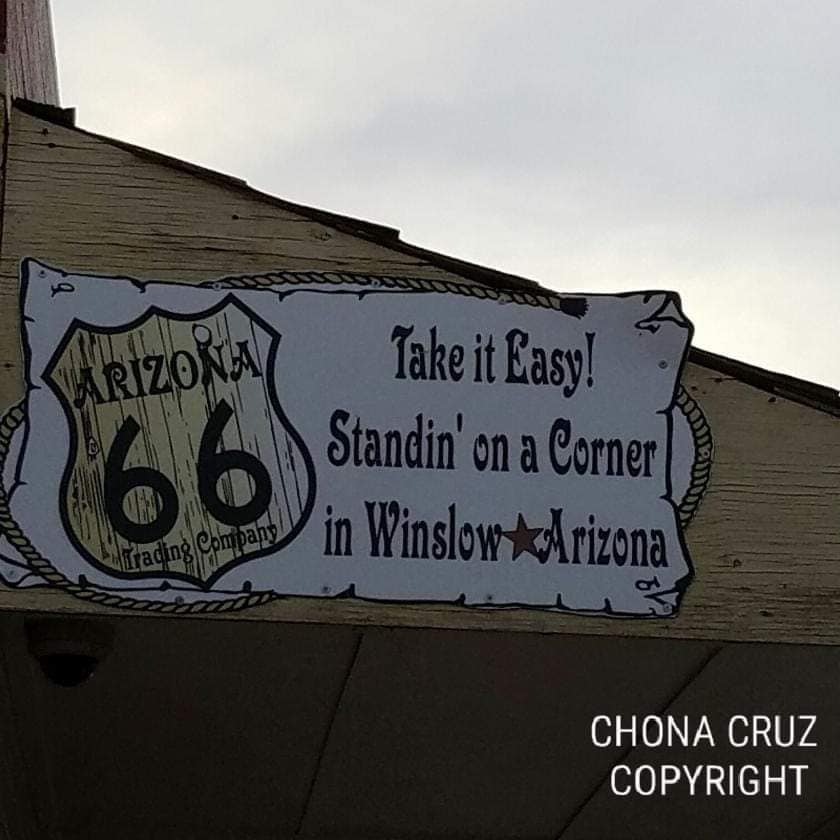 ARIZONA
66
Trading Company
Take it Easy!
Standin' on a Corner
in Winslow Arizona
CHONA CRUZ
COPYRIGHT